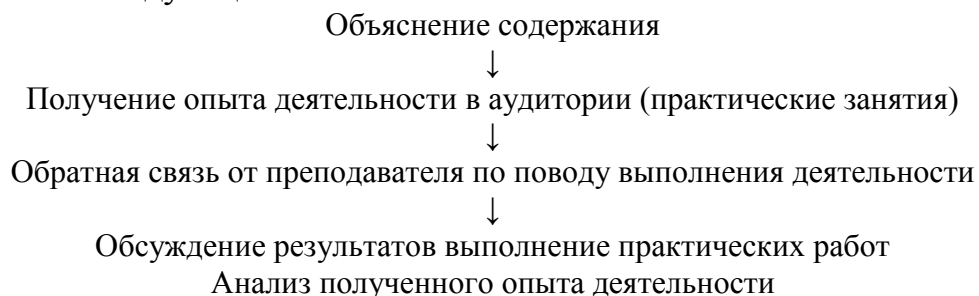 Объяснение содержания
↓
Получение опыта деятельности в аудитории (практические занятия)
↓
Обратная связь от преподавателя по поводу выполнения деятельности
↓
Обсуждение результатов выполнение практических работ
Анализ полученного опыта деятельности